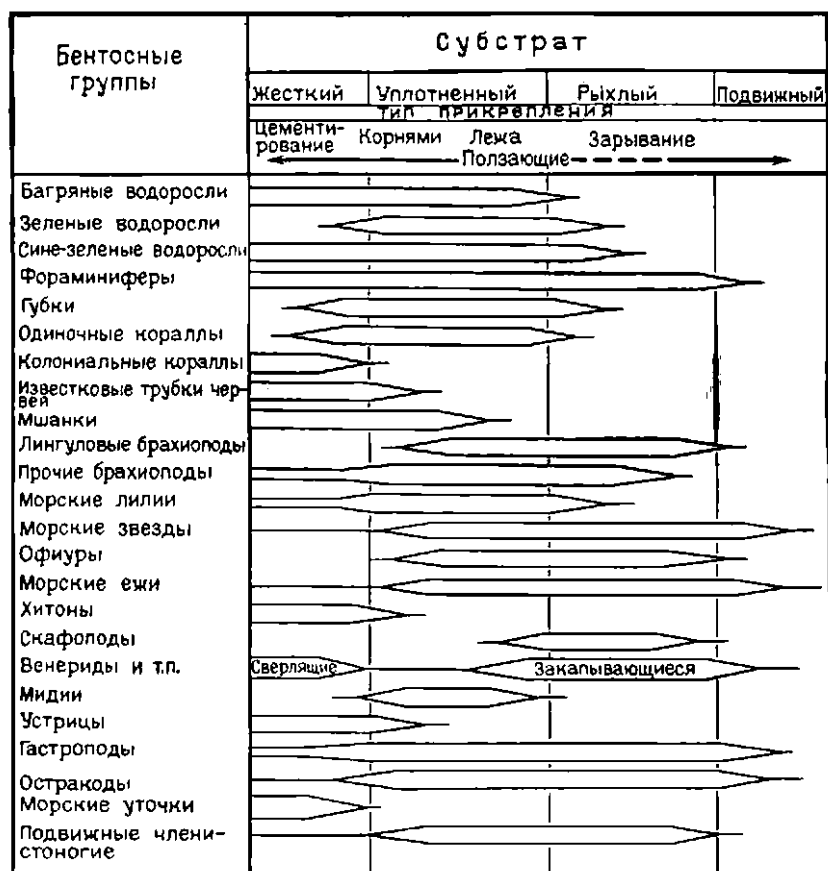 Бентосные
группы
Субстрат
Жесткий Уплотненный Рыхлый Подвижный
ТИП ПРИКРЕПЛЕНИЯ
Цементи-
рование
Корнями Лежа Зарывание
Ползающие
Багряные водоросли
Зеленые водоросли
Сине-зеленые водоросли
Фораминиферы
Губки
Одиночные кораллы
Колониальные кораллы
Известковые трубки чер-
вей
Мшанки
Лингуловые брахиоподы
Прочие брахиоподы
Морские лилии
Морские звезды
Офиуры
Морские ежи
Хитоны
Скафоподы
Венериды и т.п. Сверлящие Закапывающиеся
Мидии
Устрицы
Гастроподы
Остракоды
Морские уточки
Подвижные члени-
стоногие